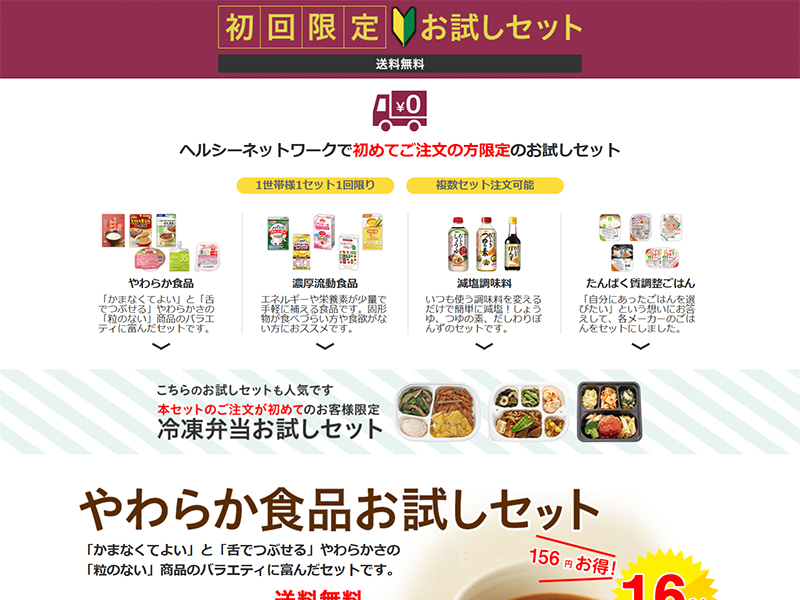 初回限定お試しセット
送料無料
¥0
ヘルシーネットワークで初めてご注文の方限定のお試しセット
1世帯様1セット1回限り
複数セット注文可能
やわらか食品
「かまなくてよい」と「舌
でつぶせる」やわらかさの
「粒のない」商品のバラエ
ティに富んだセットです。
濃厚流動食品
エネルギーや栄養素が少量で
手軽に補える食品です。固形
物が食べづらい方や食欲がな
い方におススメです。
減塩調味料
いつも使う調味料を変える
だけで簡単に減塩！しょう
ゆ、つゆの素、だしわりぽ
んずのセットです。
たんぱく質調整ごはん
「自分にあったごはんを選
びたい」という想いにお答
えして、各メーカーのごは
んをセットにしました。
こちらのお試しセットも人気です
本セットのご注文が初めてのお客様限定
冷凍弁当お試しセット
やわらか食品お試しセット
「かまなくてよい」と「舌でつぶせる」やわらかさの
「粒のない」商品のバラエティに富んだセットです。
156円お得！
送料無料
16